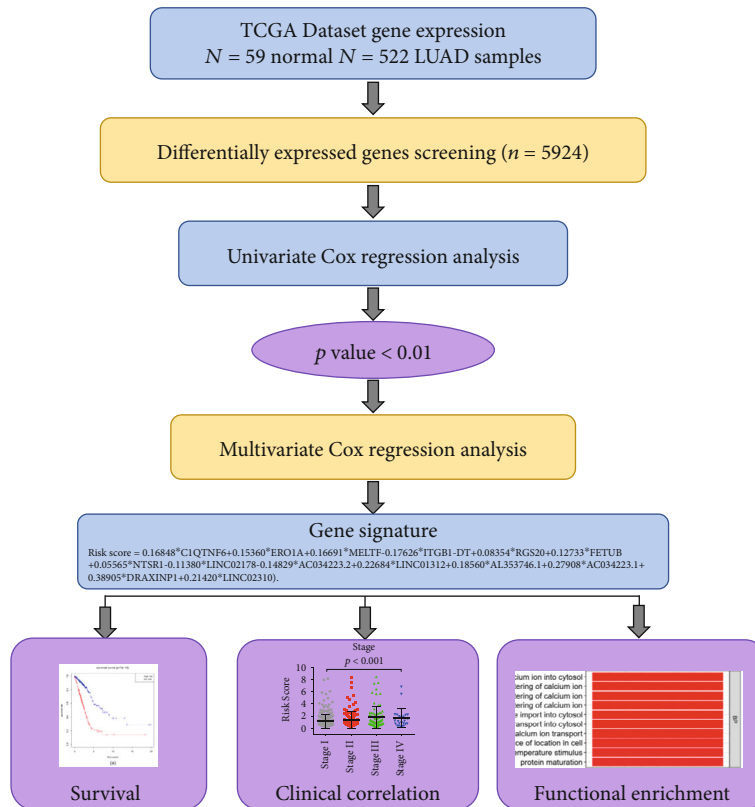 TCGA Dataset gene expression
N = 59 normal N = 522 LUAD samples
Differentially expressed genes screening (n = 5924)
Univariate Cox regression analysis
p value < 0.01
Multivariate Cox regression analysis
Gene signature
Risk score = 0.16848*C1QTNF6+0.15360*ERO1A+0.16691*MELTF-0.17626*ITGB1-DT+0.08354*RGS20+0.12733*FETUB
+0.05565*NTSR1-0.11380*LINC02178-0.14829*AC034223.2+0.22684*LINC01312+0.18560*AL353746.1+0.27908*AC034223.1+
0.38905*DRAXINP1+0.21420*LINC02310).
Survival
Stage
p < 0.001
Risk Score
10
8
6
4
2
0
Stage I
Stage II
Stage III
Stage IV
Clinical correlation
cium ion into cytosol
tering of calcium ion
tering of calcium ion
tering of calcium ion
e import into cytosol
transport into cytosol
alcium ion transport
ce of location in cell
emperature stimulus
protein maturation
BP
Functional enrichment